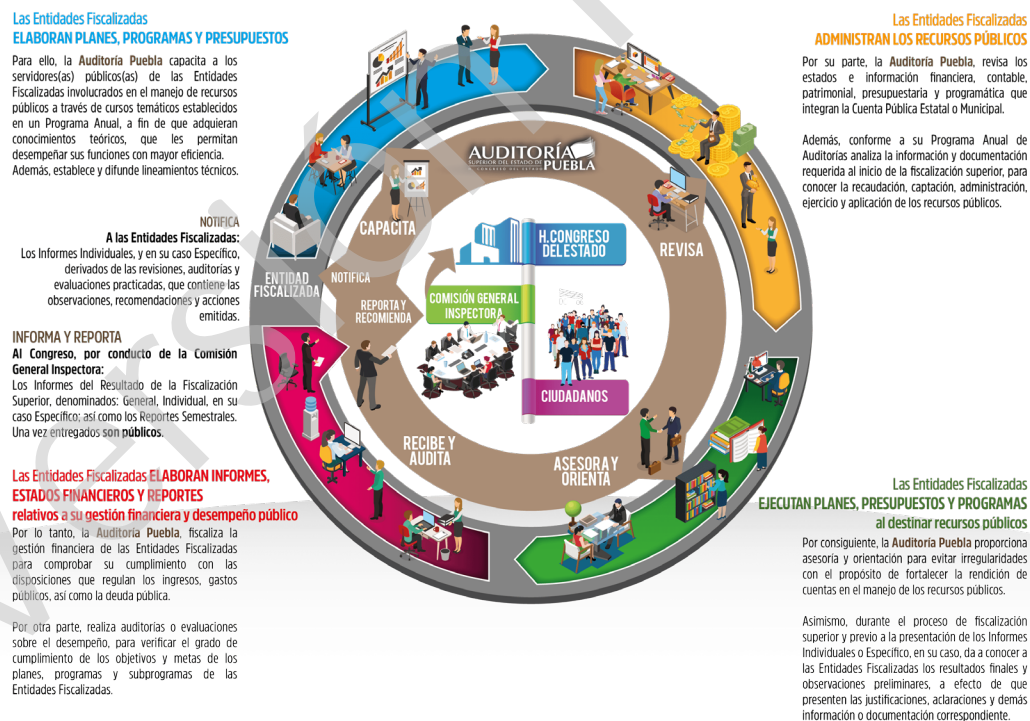 Las Entidades Fiscalizadas
ELABORAN PLANES, PROGRAMAS Y PRESUPUESTOS
Para ello, la Auditoría Puebla capacita a los
servidores(as) públicos(as) de las Entidades
Fiscalizadas involucrados en el manejo de recursos
públicos a través de cursos temáticos establecidos
en un Programa Anual, a fin de que adquieran
conocimientos teóricos, que les permitan
desempeñar sus funciones con mayor eficiencia.
Además, establece y difunde lineamientos técnicos.
NOTIFICA
A las Entidades Fiscalizadas:
Los Informes Individuales, y en su caso Específico,
derivados de las revisiones, auditorías y
evaluaciones practicadas, que contiene las
observaciones, recomendaciones y acciones
emitidas.
INFORMA Y REPORTA
Al Congreso, por conducto de la Comisión
General Inspectora:
Los Informes del Resultado de la Fiscalización
Superior, denominados: General, Individual, en su
caso Específico; así como los Reportes Semestrales.
Una vez entregados son públicos.
Las Entidades Fiscalizadas ELABORAN INFORMES,
ESTADOS FINANCIEROS Y REPORTES
relativos a su gestión financiera y desempeño público
Por lo tanto, la Auditoría Puebla, fiscaliza la
gestión financiera de las Entidades Fiscalizadas
para comprobar su cumplimiento con las
disposiciones que regulan los ingresos, gastos
públicos, así como la deuda pública.
Por otra parte, realiza auditorías o evaluaciones
sobre el desempeño, para verificar el grado de
cumplimiento de los objetivos y metas de los
planes, programas y subprogramas de las
Entidades Fiscalizadas.
AUDITORÍA
SUPERIOR DEL ESTADO DE PUEBLA
H. CONGRESO DEL ESTADO
CAPACITA
REVISA
ENTIDAD
FISCALIZADA
NOTIFICA
REPORTA Y
RECOMIENDA
H. CONGRESO
DEL ESTADO
COMISIÓN GENERAL
INSPECTORA
CIUDADANOS
RECIBE Y
AUDITA
ASESORA Y
ORIENTA
Las Entidades Fiscalizadas
ADMINISTRAN LOS RECURSOS PÚBLICOS
Por su parte, la Auditoría Puebla, revisa los
estados e información financiera, contable,
patrimonial, presupuestaria y programática que
integran la Cuenta Pública Estatal o Municipal.
Además, conforme a su Programa Anual de
Auditorías analiza la información y documentación
requerida al inicio de la fiscalización superior, para
conocer la recaudación, captación, administración,
ejercicio y aplicación de los recursos públicos.
Las Entidades Fiscalizadas
EJECUTAN PLANES, PRESUPUESTOS Y PROGRAMAS
al destinar recursos públicos
Por consiguiente, la Auditoría Puebla proporciona
asesoría y orientación para evitar irregularidades
con el propósito de fortalecer la rendición de
cuentas en el manejo de los recursos públicos.
Asimismo, durante el proceso de fiscalización
superior y previo a la presentación de los Informes
Individuales o Específico, en su caso, da a conocer a
las Entidades Fiscalizadas los resultados finales y
observaciones preliminares, a efecto de que
presenten las justificaciones, aclaraciones y demás
información o documentación correspondiente.